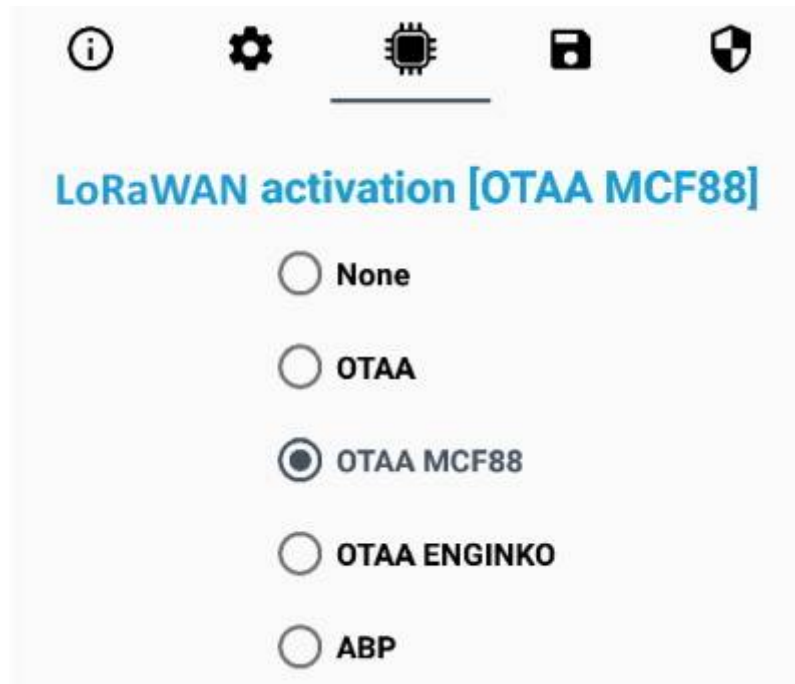 LoRaWAN activation [OTAA MCF88]
None
OTAA
OTAA MCF88
OTAA ENGINKO
ABP